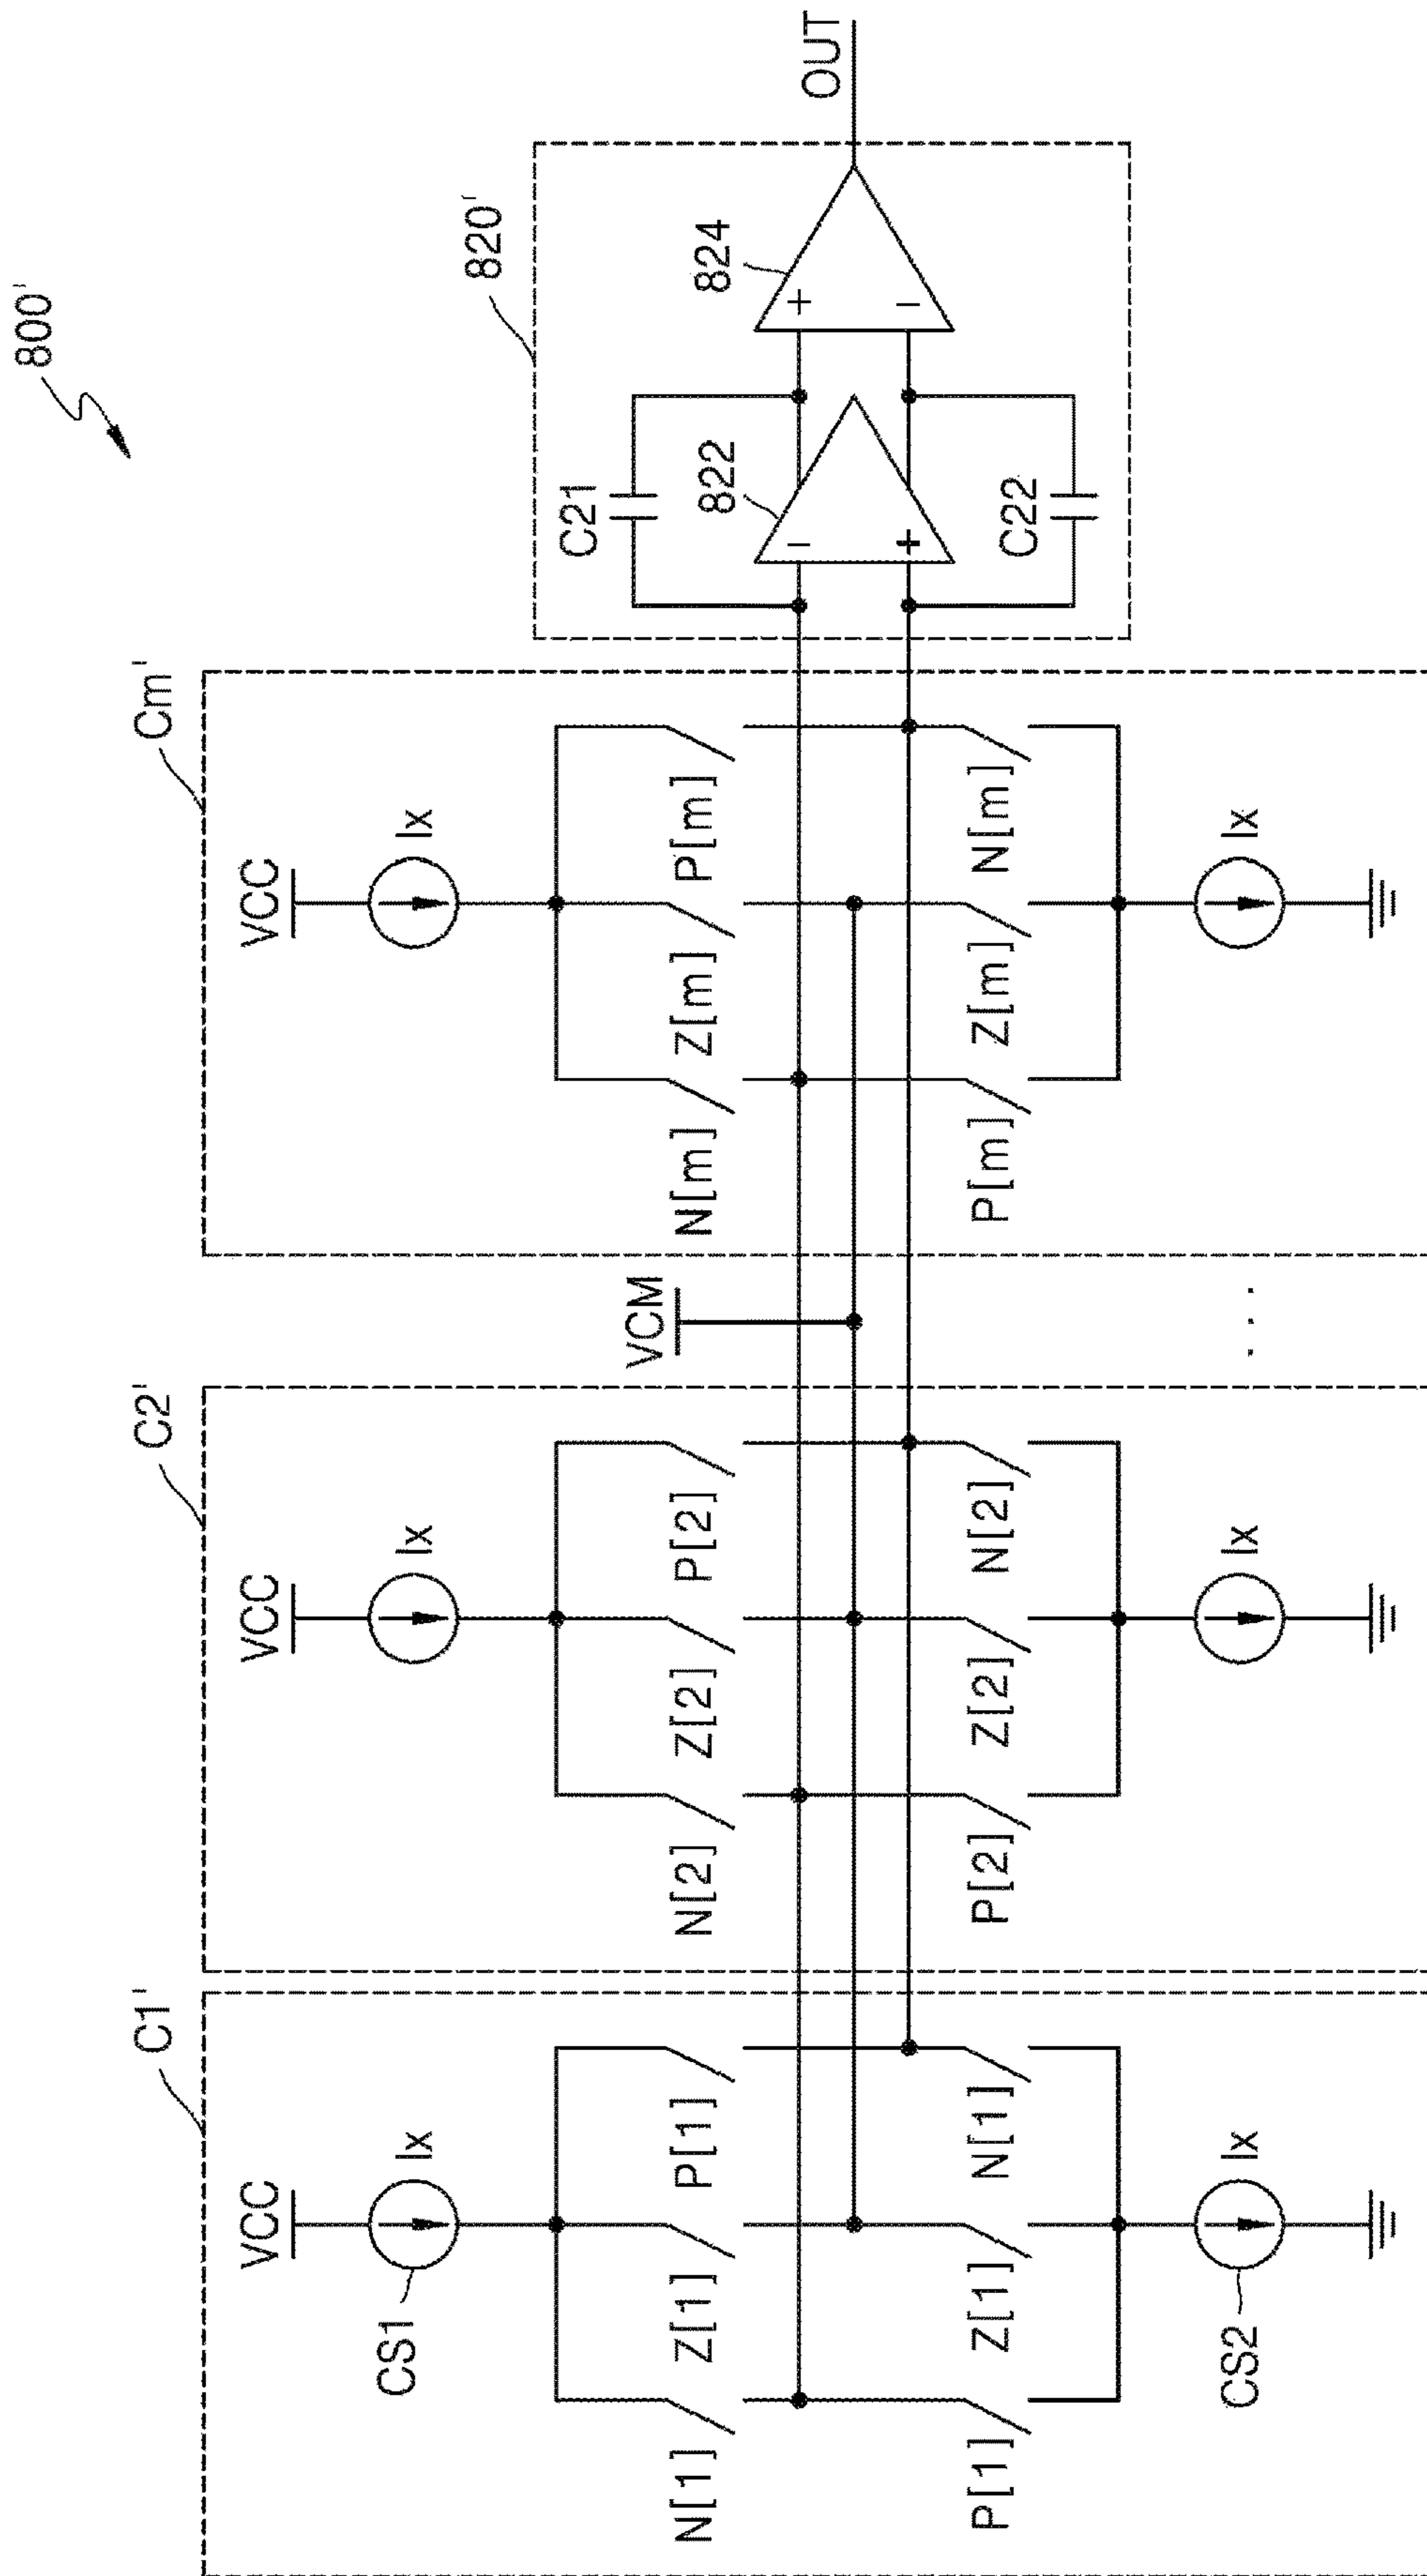 800'
C1'
C2'
Cm'
820'
VCC
VCC
VCC
CS1
Ix
Ix
Ix
N[1]
Z[1]
P[1]
N[2]
Z[2]
P[2]
VCM
N[m]
Z[m]
P[m]
C21
822
-
+
824
+
-
OUT
C22
P[1]
Z[1]
N[1]
P[2]
Z[2]
N[2]
P[m]
Z[m]
N[m]
CS2
Ix
Ix
. . .
Ix